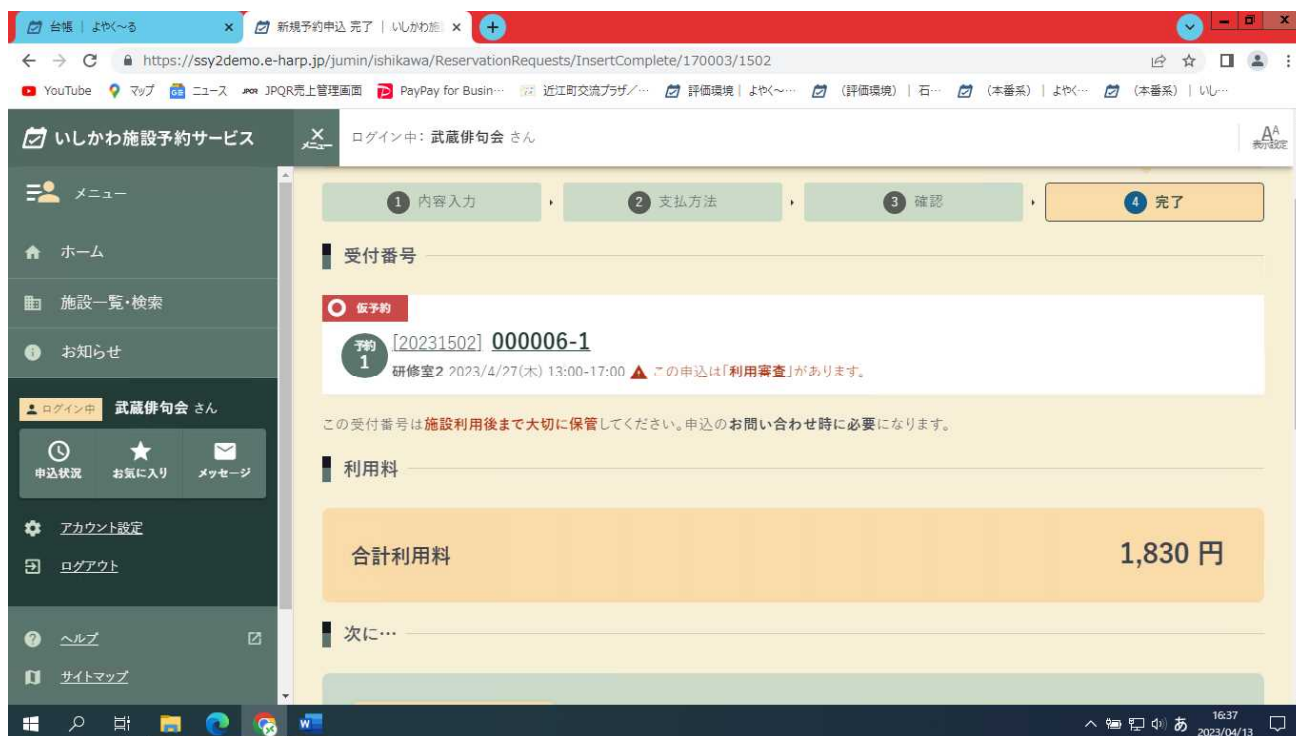 台帳 | よやく～る
新規予約申込 完了 | いしかわ施
https://ssy2demo.e-harp.jp/jumin/ishikawa/ReservationRequests/InsertComplete/170003/1502
YouTube マップ ニュース JPQR売上管理画面 PayPay for Busin… 近江町交流プラザ／… 評価環境 | よやく～… （評価環境） | 石… （本番系） | よやく… （本番系） | いし…
いしかわ施設予約サービス
メニュー
ログイン中: 武蔵俳句会 さん
AA
表示設定
メニュー
ホーム
施設一覧・検索
お知らせ
ログイン中 武蔵俳句会 さん
申込状況 お気に入り メッセージ
アカウント設定
ログアウト
ヘルプ
サイトマップ
1 内容入力 2 支払方法 3 確認 4 完了
受付番号
仮予約
予約
1
[20231502] 000006-1
研修室2 2023/4/27(木) 13:00-17:00 この申込は「利用審査」があります。
この受付番号は施設利用後まで大切に保管してください。申込のお問い合わせ時に必要になります。
利用料
合計利用料 1,830 円
次に…
あ
16:37
2023/04/13